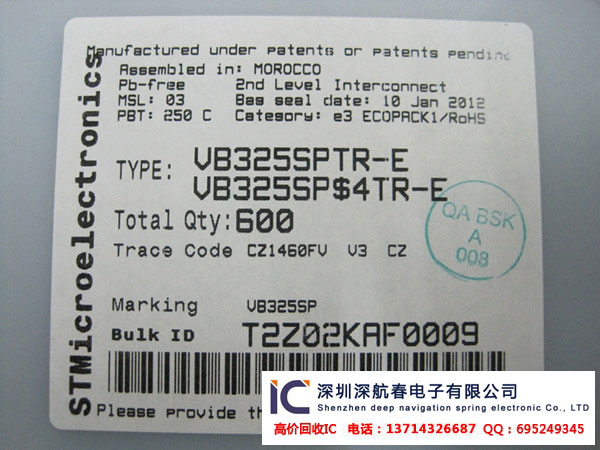 Manufactured under patents or patents pending
Assembled in: MOROCCO
Pb-free 2nd Level Interconnect
MSL: 03 Bag seal date: 10 Jan 2012
PBT: 250 C Category: e3 ECOPACK1/RoHS
TYPE: VB325SPTR-E
VB325SP$4TR-E
Total Qty: 600
Trace Code CZ1460FV V3 CZ
Marking VB325SP
Bulk ID T2Z02KAF0009
Please provide
STMicroelectronics
QA BSK
A
008
IC 深圳深航春电子有限公司
Shenzhen deep navigation spring electronic Co., LTD
高价回收IC 电话：13714326687 QQ：695249345